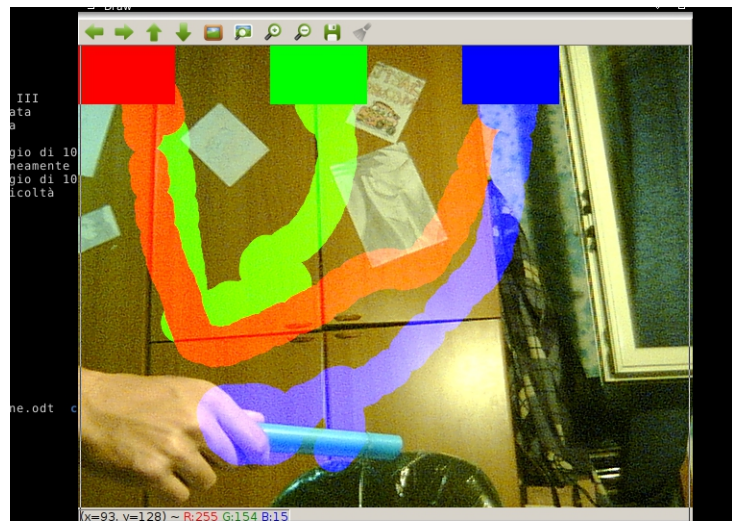 Draw
III
ata
a
gio di 10
neamente
gio di 10
icoltà
ne.odt c
(x=93, y=128) ~ R:255 G:154 B:15